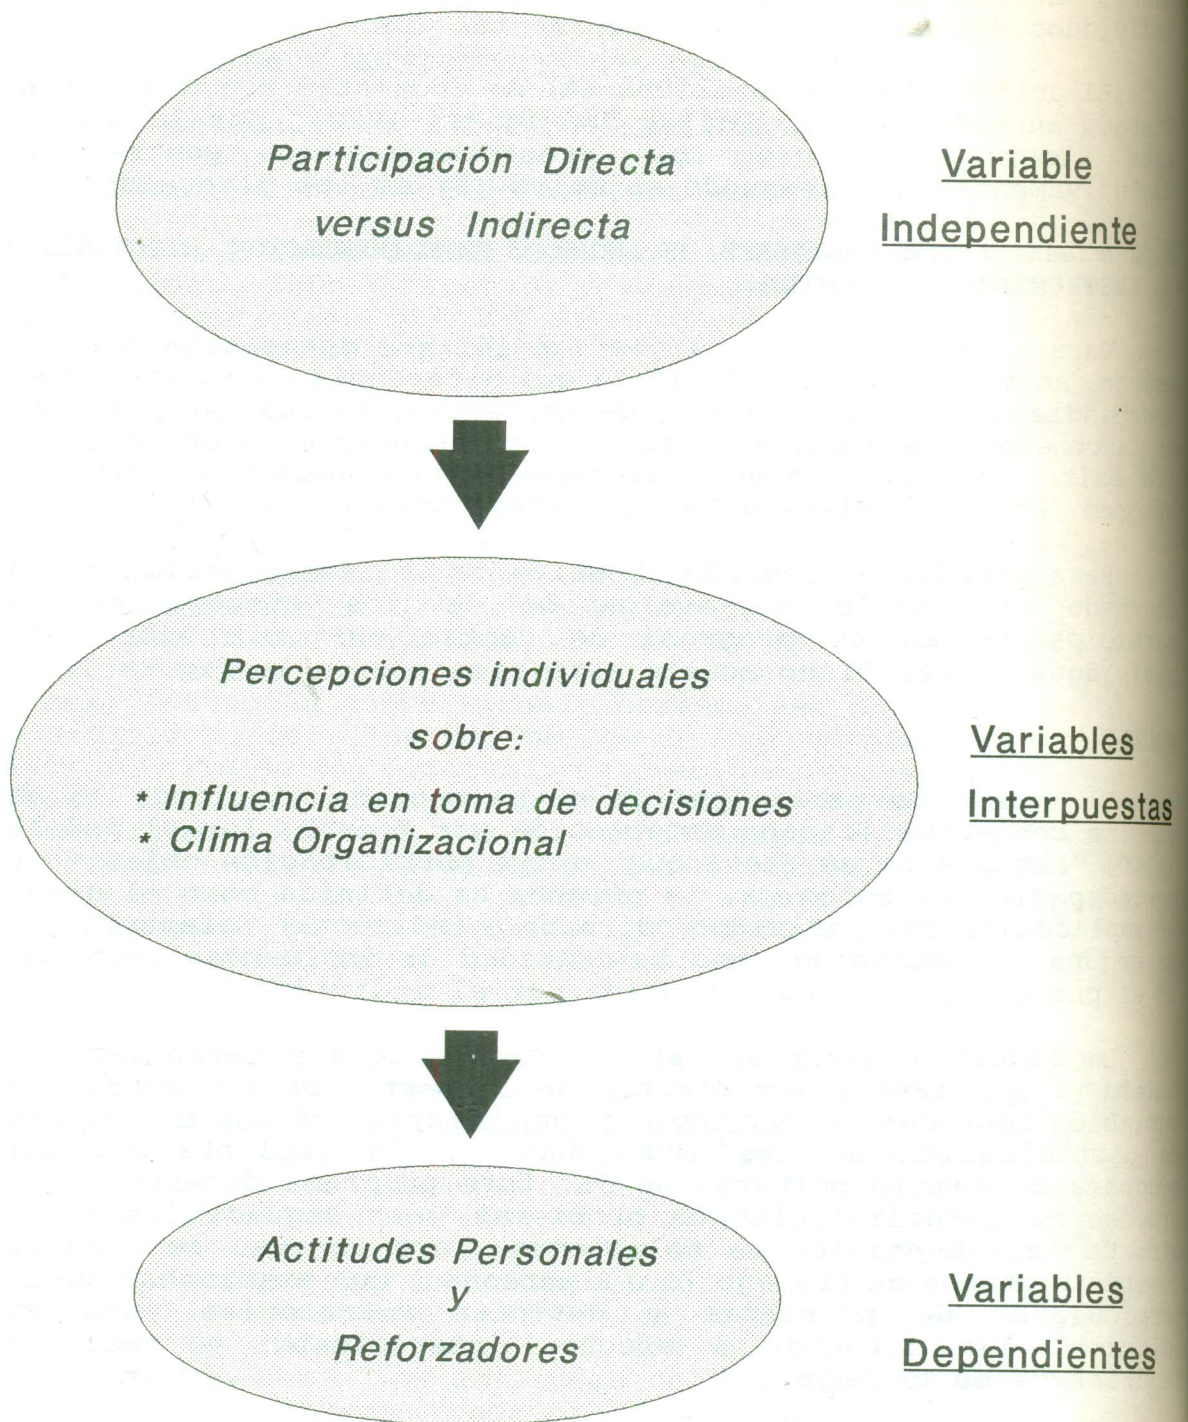 Participación Directa
versus Indirecta
Variable
Independiente
Percepciones individuales
sobre:
* Influencia en toma de decisiones
* Clima Organizacional
Variables
Interpuestas
Actitudes Personales
y
Reforzadores
Variables
Dependientes